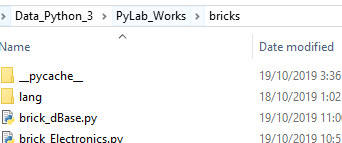 Data_Python_3 > PyLab_Works > bricks
Name Date modified
__pycache__ 19/10/2019 3:36
lang 18/10/2019 1:02
brick_dBase.py 19/10/2019 11:0
brick_Electronics.py 19/10/2019 10:5